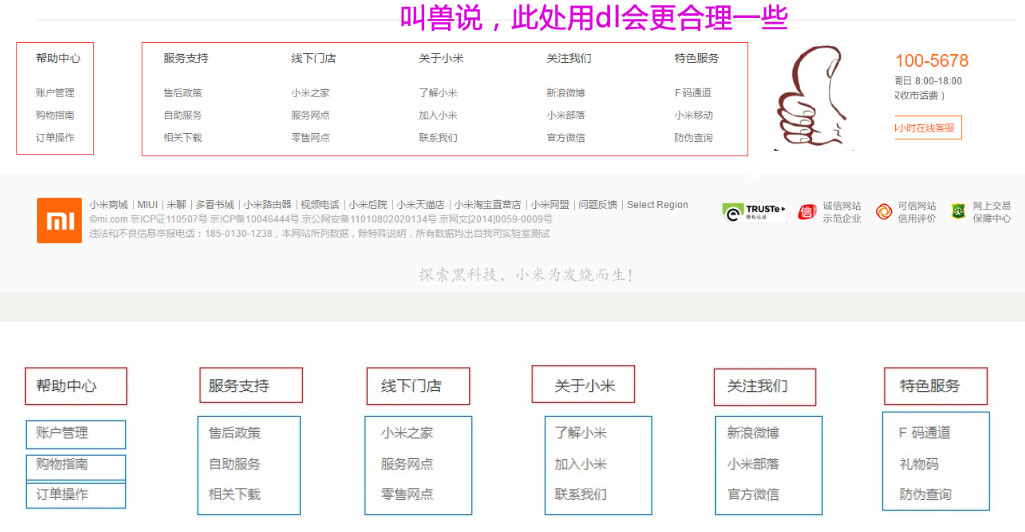 叫兽说，此处用dl会更合理一些
帮助中心 服务支持 线下门店 关于小米 关注我们 特色服务
100-5678
周日 8:00-18:00
仅收市话费）
账户管理 售后政策 小米之家 了解小米 新浪微博 F 码通道
购物指南 自助服务 服务网点 加入小米 小米部落 小米移动
4小时在线客服
订单操作 相关下载 零售网点 联系我们 官方微信 防伪查询
mi
小米商城｜MIUI｜米聊｜多看书城｜小米路由器｜视频电话｜小米后院｜小米天猫店｜小米淘宝直营店｜小米网盟｜问题反馈｜Select Region
©mi.com 京ICP证110507号 京ICP备10046444号 京公网安备11010802020134号 京网文[2014]0059-0009号
违法和不良信息举报电话：185-0130-1238，本网站所列数据，除特殊说明，所有数据均出自我司实验室测试
TRUSTe
隐私认证
诚信网站
示范企业
可信网站
信用评价
网上交易
保障中心
探索黑科技、小米为发烧而生!
帮助中心 服务支持 线下门店 关于小米 关注我们 特色服务
账户管理 售后政策 小米之家 了解小米 新浪微博 F 码通道
购物指南 自助服务 服务网点 加入小米 小米部落 礼物码
订单操作 相关下载 零售网点 联系我们 官方微信 防伪查询